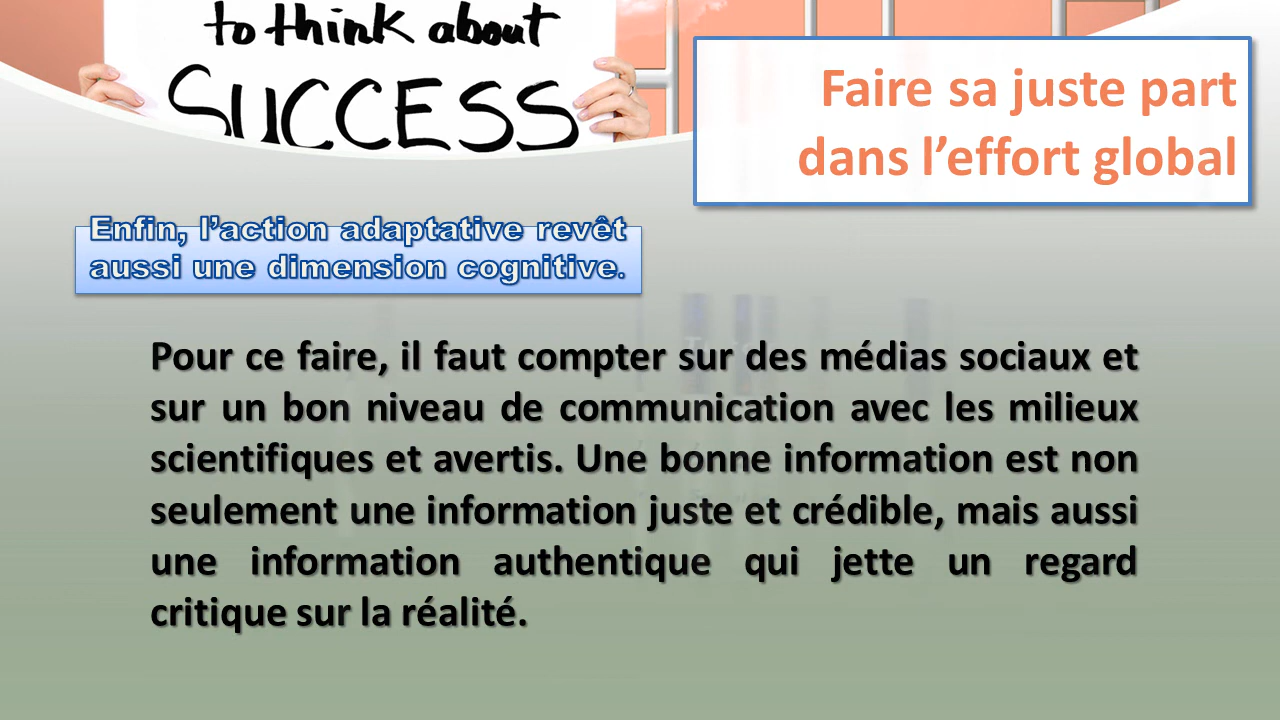 to think about
SUCCESS
Faire sa juste part
dans l’effort global
Enfin, l’action adaptative revêt
aussi une dimension cognitive.
Pour ce faire, il faut compter sur des médias sociaux et
sur un bon niveau de communication avec les milieux
scientifiques et avertis. Une bonne information est non
seulement une information juste et crédible, mais aussi
une information authentique qui jette un regard
critique sur la réalité.